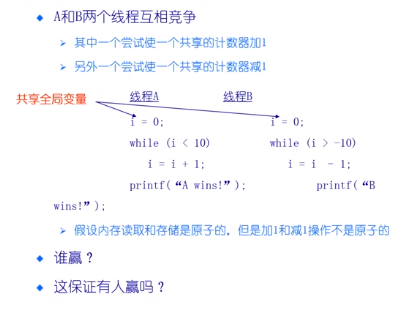 A和B两个线程互相竞争
其中一个尝试使一个共享的计数器加1
另外一个尝试使一个共享的计数器减1
共享全局变量 线程A 线程B
i = 0; i = 0;
while (i < 10) while (i > -10)
i = i + 1; i = i - 1;
printf(“A wins!”); printf(“B
wins!”);
假设内存读取和存储是原子的，但是加1和减1操作不是原子的
谁赢？
这保证有人赢吗？